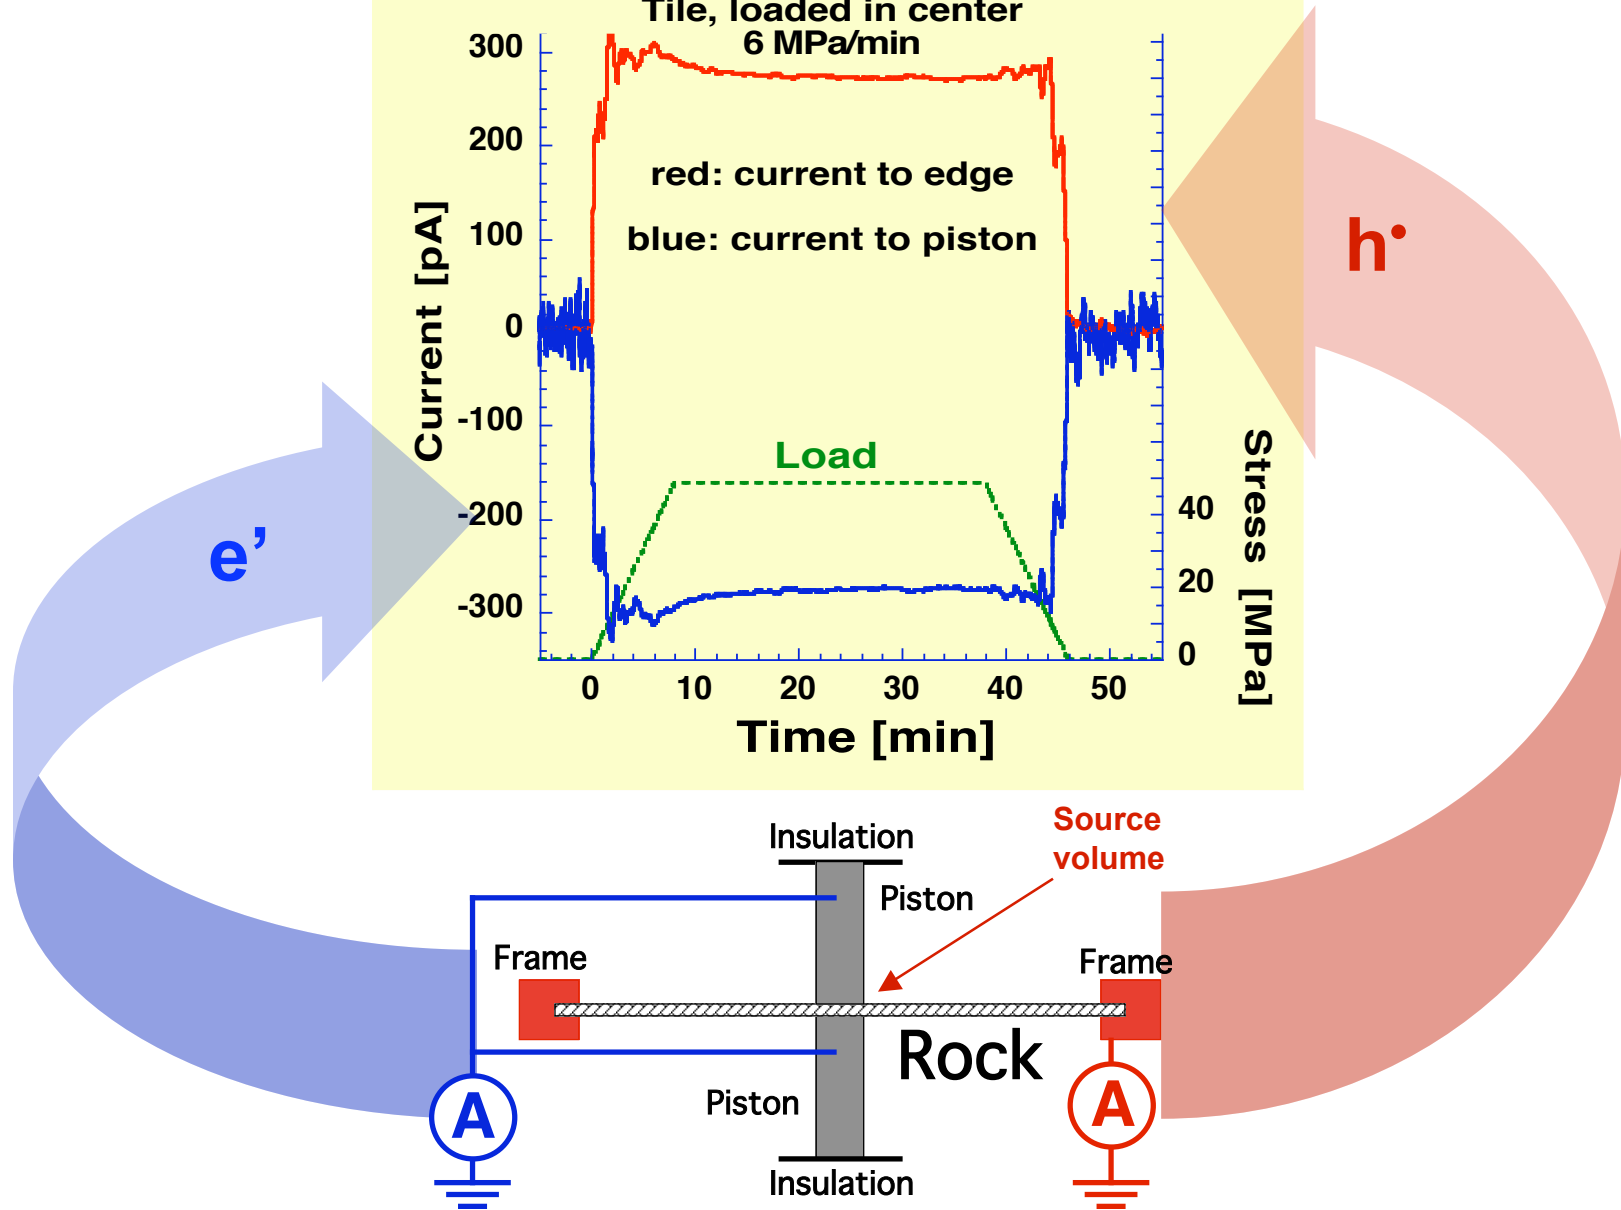 Tile, loaded in center
6 MPa/min
300
200
100
0
-100
-200
-300
Current [pA]
red: current to edge
blue: current to piston
Load
40
20
0
Stress [MPa]
0 10 20 30 40 50
Time [min]
e’
h•
Source
volume
Insulation
Piston
Frame
Frame
Rock
Piston
A
A
Insulation